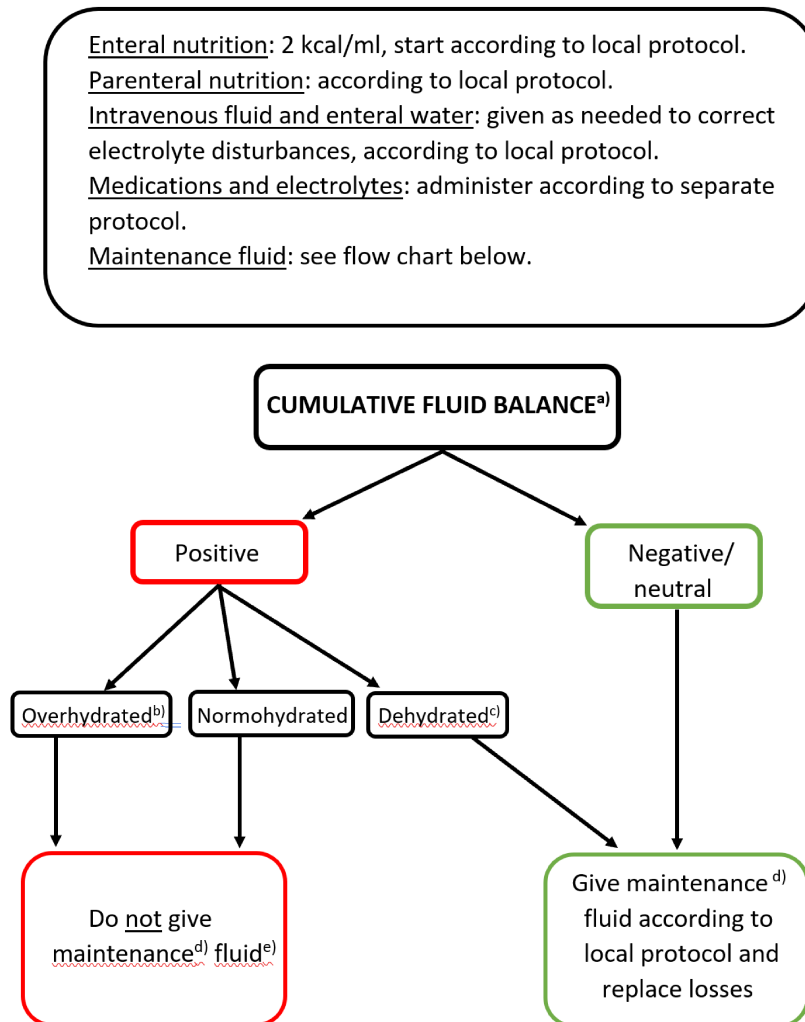 Enteral nutrition: 2 kcal/ml, start according to local protocol.
Parenteral nutrition: according to local protocol.
Intravenous fluid and enteral water: given as needed to correct
electrolyte disturbances, according to local protocol.
Medications and electrolytes: administer according to separate
protocol.
Maintenance fluid: see flow chart below.
CUMULATIVE FLUID BALANCEa)
Positive
Negative/
neutral
Overhydratedb)
Normohydrated
Dehydratedc)
Do not give
maintenanced) fluide)
Give maintenance d)
fluid according to
local protocol and
replace losses